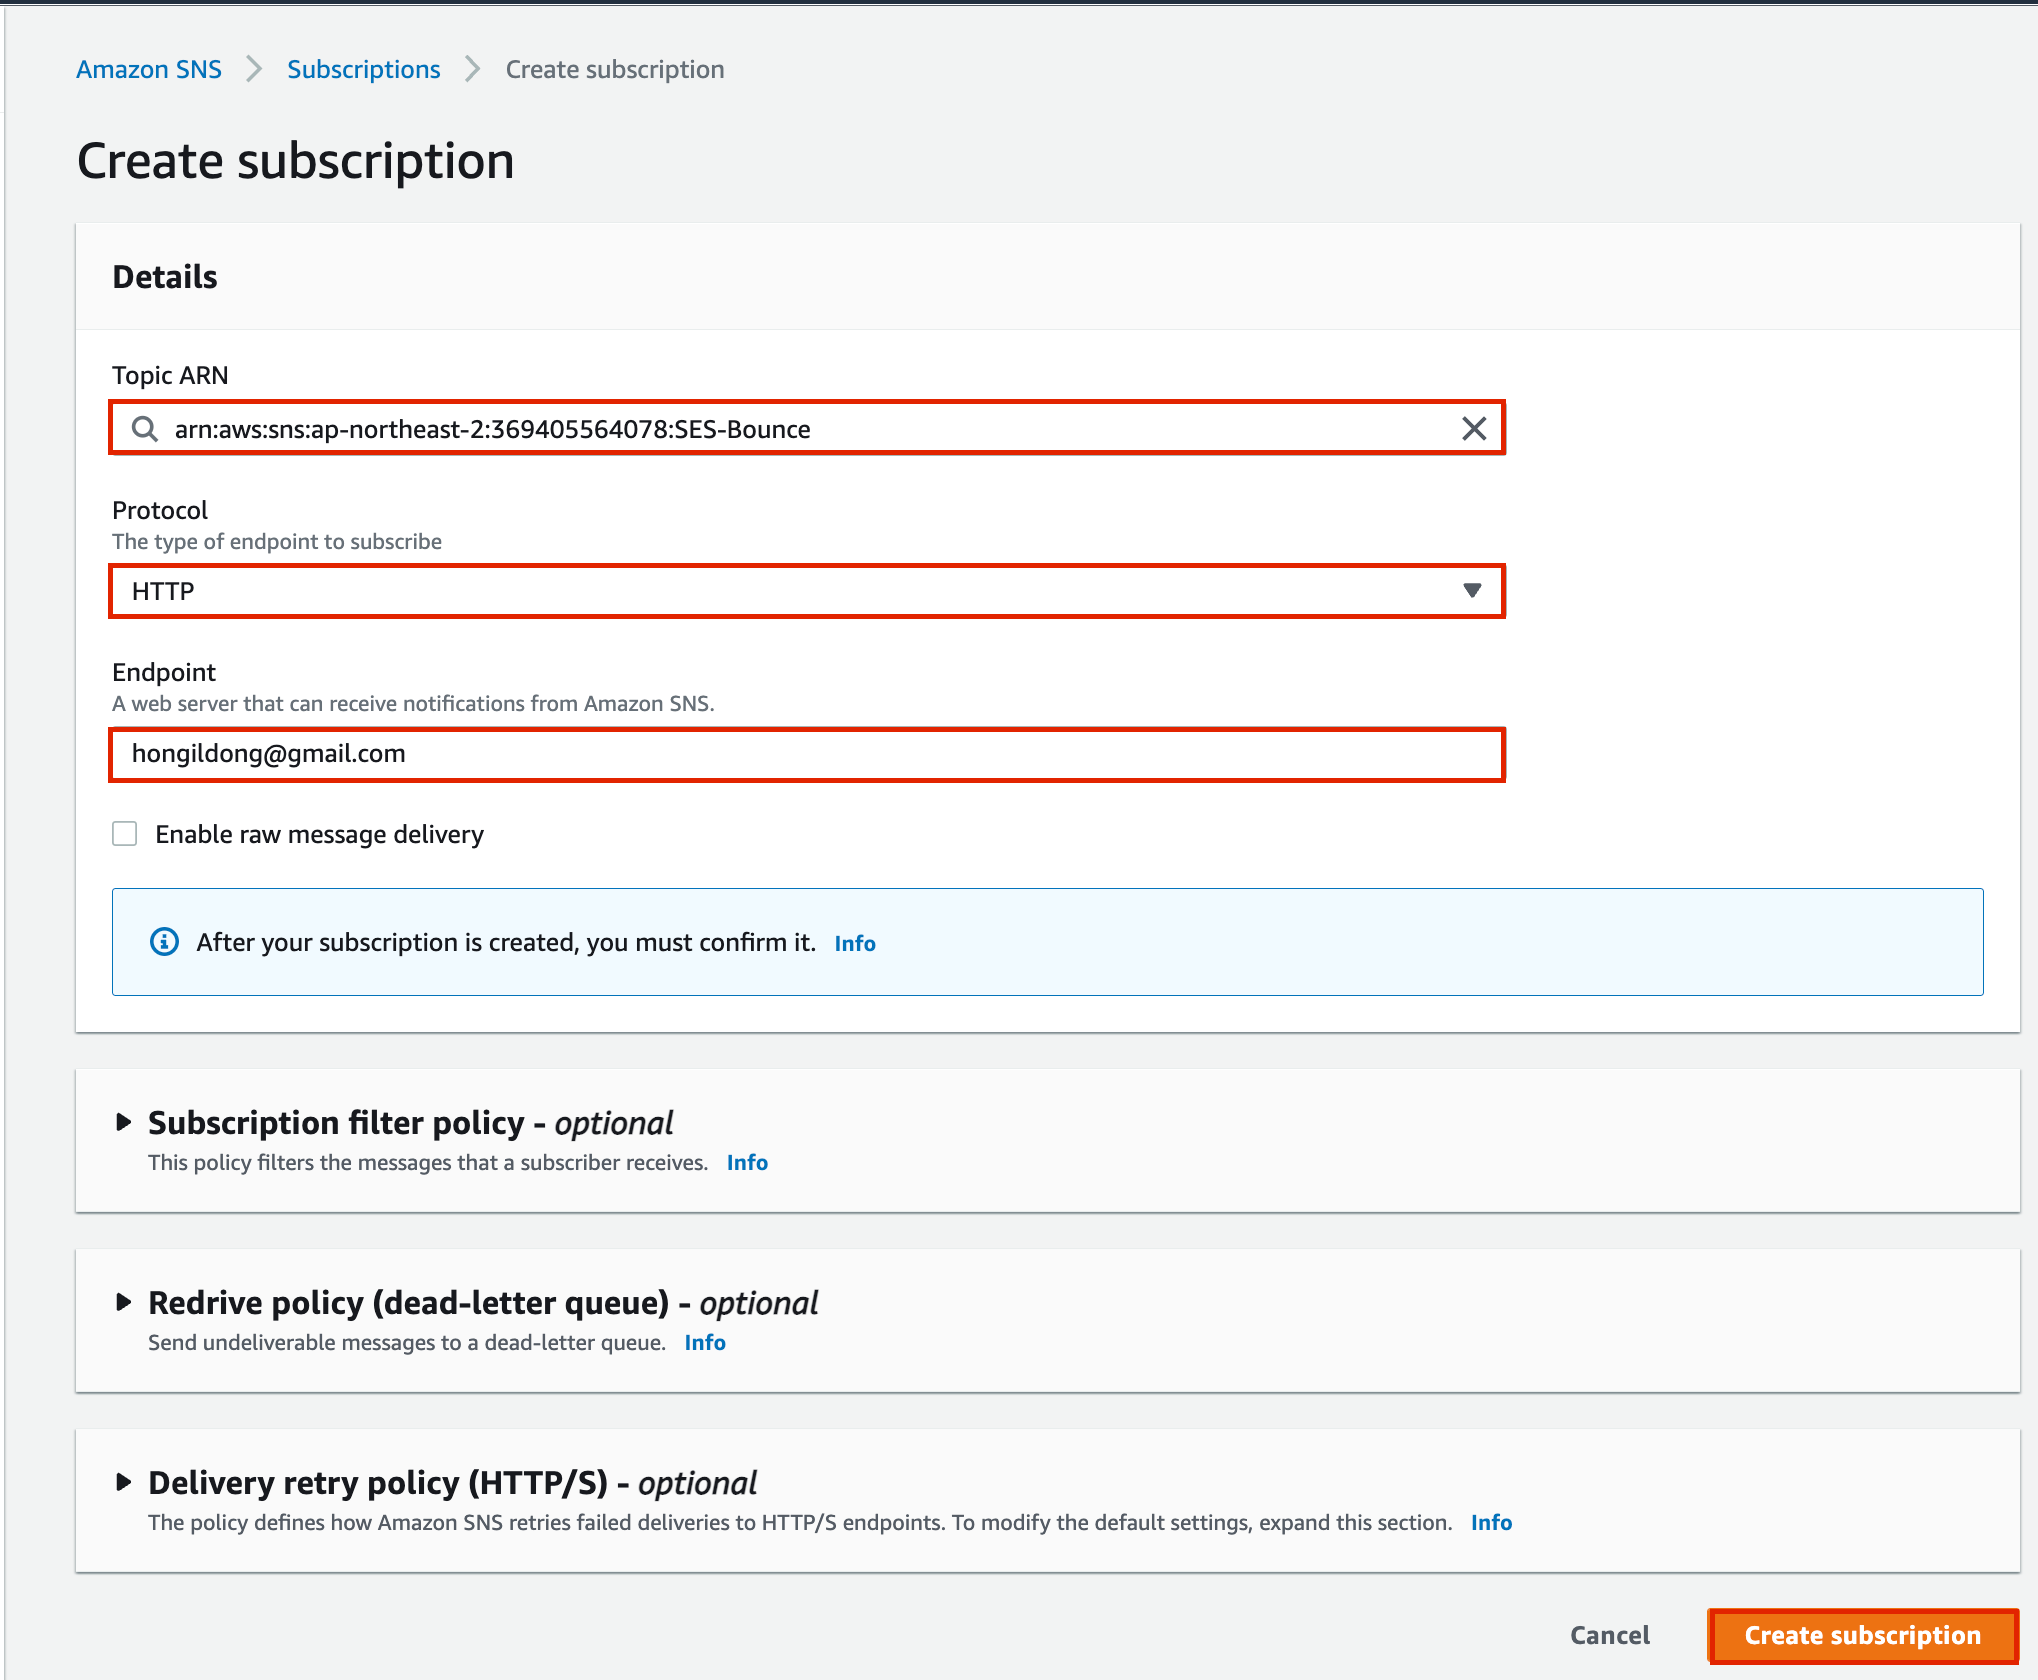 Amazon SNS > Subscriptions > Create subscription
Create subscription
Details
Topic ARN
arn:aws:sns:ap-northeast-2:369405564078:SES-Bounce
Protocol
The type of endpoint to subscribe
HTTP
Endpoint
A web server that can receive notifications from Amazon SNS.
hongildong@gmail.com
Enable raw message delivery
After your subscription is created, you must confirm it. Info
Subscription filter policy - optional
This policy filters the messages that a subscriber receives. Info
Redrive policy (dead-letter queue) - optional
Send undeliverable messages to a dead-letter queue. Info
Delivery retry policy (HTTP/S) - optional
The policy defines how Amazon SNS retries failed deliveries to HTTP/S endpoints. To modify the default settings, expand this section. Info
Cancel Create subscription